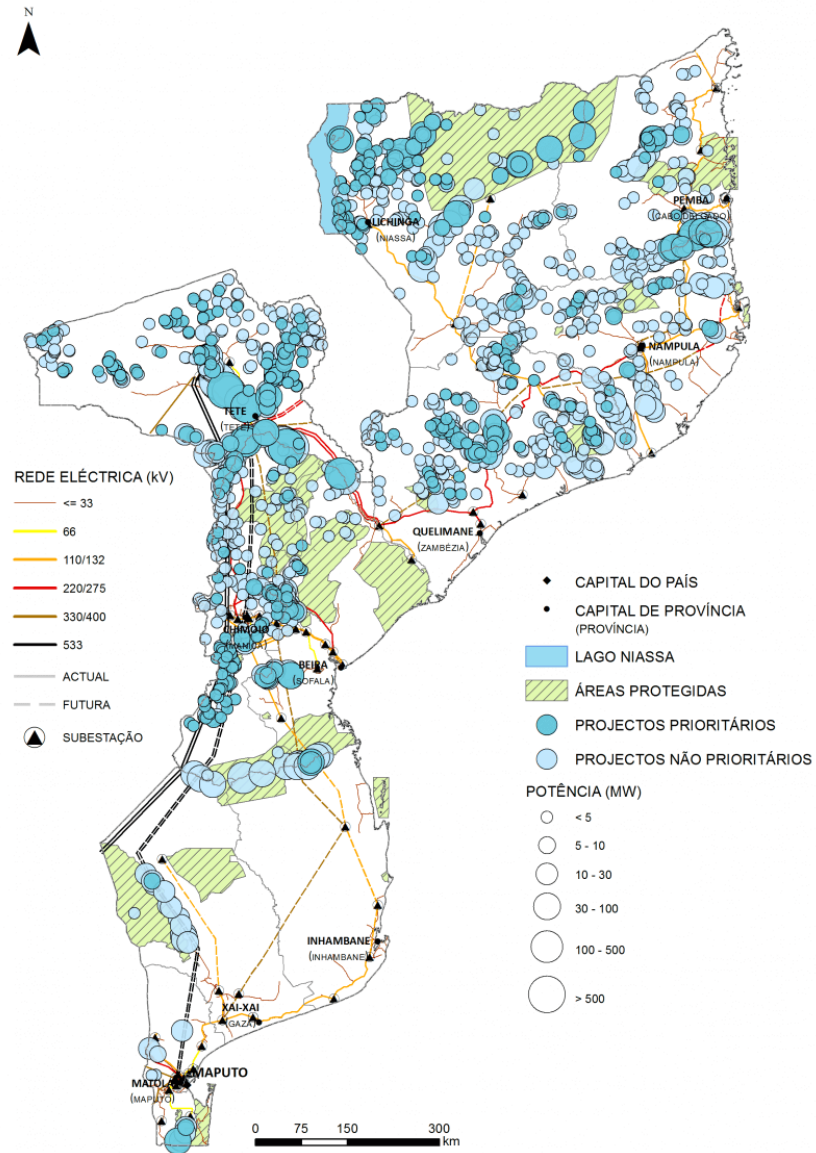 N
LICHINGA
(NIASSA)
PEMBA
(CABO DELGADO)
NAMPULA
(NAMPULA)
TETE
(TETE)
REDE ELÉCTRICA (kV)
<= 33
66
110/132
220/275
330/400
533
ACTUAL
FUTURA
SUBESTAÇÃO
QUELIMANE
(ZAMBÉZIA)
CHIMOIO
(MANICA)
BEIRA
(SOFALA)
CAPITAL DO PAÍS
CAPITAL DE PROVÍNCIA
(PROVÍNCIA)
LAGO NIASSA
ÁREAS PROTEGIDAS
PROJECTOS PRIORITÁRIOS
PROJECTOS NÃO PRIORITÁRIOS
POTÊNCIA (MW)
< 5
5 - 10
10 - 30
30 - 100
100 - 500
> 500
INHAMBANE
(INHAMBANE)
XAI-XAI
(GAZA)
MAPUTO
MATOLA
(MAPUTO)
0 75 150 300
km